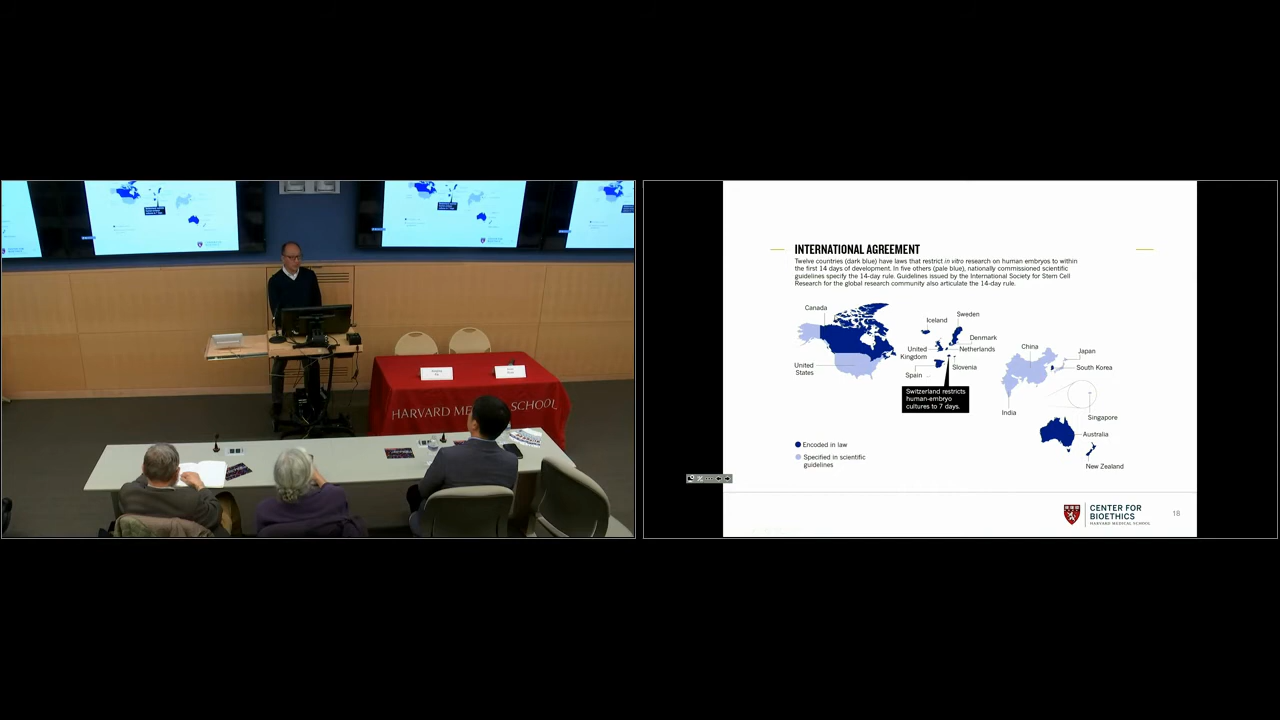 HARVARD MEDICAL SCHOOL
INTERNATIONAL AGREEMENT
Twelve countries (dark blue) have laws that restrict in vitro research on human embryos to within
the first 14 days of development. In five others (pale blue), nationally commissioned scientific
guidelines specify the 14-day rule. Guidelines issued by the International Society for Stem Cell
Research for the global research community also articulate the 14-day rule.
Canada
United
States
Iceland
Sweden
Denmark
United
Kingdom
Netherlands
Spain
Slovenia
Switzerland restricts
human-embryo
cultures to 7 days.
China
Japan
South Korea
India
Singapore
Australia
New Zealand
Encoded in law
Specified in scientific
guidelines
CENTER FOR
BIOETHICS
HARVARD MEDICAL SCHOOL
18